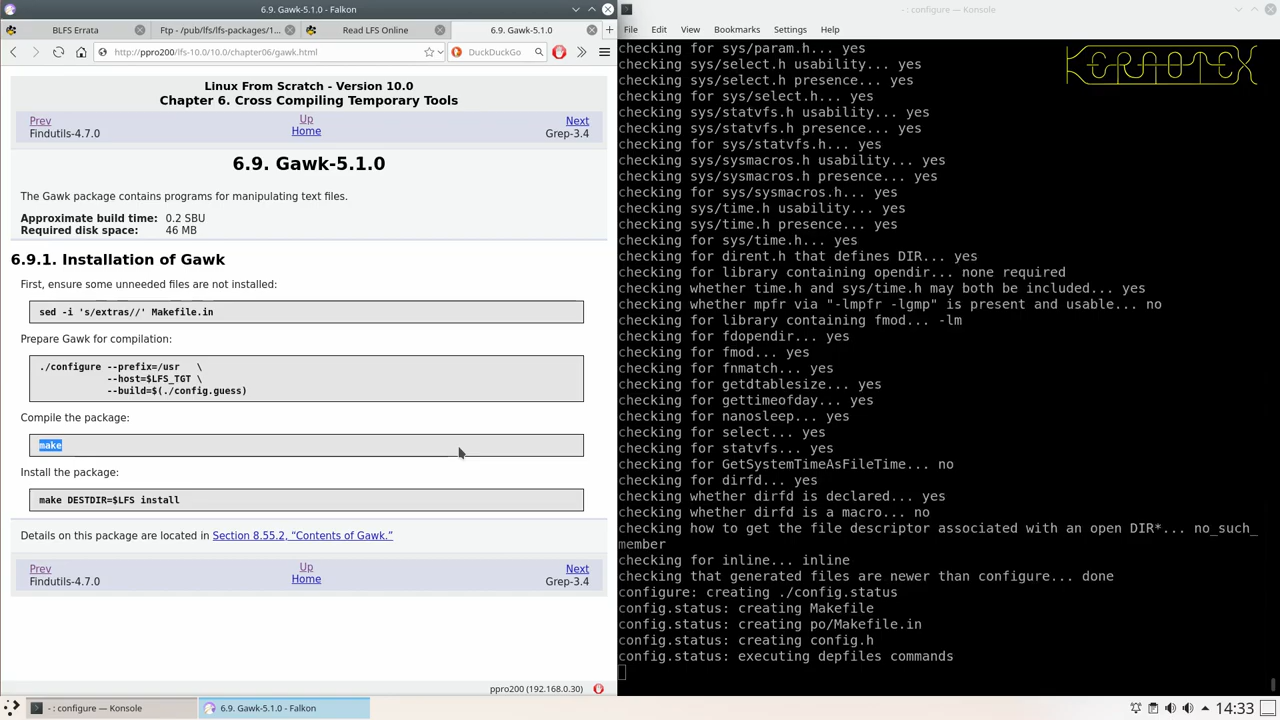 6.9. Gawk-5.1.0 - Falkon
BLFS Errata
Ftp - /pub/lfs/lfs-packages/1...
Read LFS Online
6.9. Gawk-5.1.0
http://ppro200/lfs-10.0/10.0/chapter06/gawk.html
DuckDuckGo
Linux From Scratch - Version 10.0
Chapter 6. Cross Compiling Temporary Tools
Prev
Up
Next
Findutils-4.7.0
Home
Grep-3.4
6.9. Gawk-5.1.0
The Gawk package contains programs for manipulating text files.
Approximate build time: 0.2 SBU
Required disk space: 46 MB
6.9.1. Installation of Gawk
First, ensure some unneeded files are not installed:
sed -i 's/extras//' Makefile.in
Prepare Gawk for compilation:
./configure --prefix=/usr \
--host=$LFS_TGT \
--build=$(./config.guess)
Compile the package:
make
Install the package:
make DESTDIR=$LFS install
Details on this package are located in Section 8.55.2, “Contents of Gawk.”
Prev
Up
Next
Findutils-4.7.0
Home
Grep-3.4
ppro200 (192.168.0.30)
- : configure — Konsole
File Edit View Bookmarks Settings Help
KERNOTEX
checking for sys/param.h... yes
checking sys/select.h usability... yes
checking sys/select.h presence... yes
checking for sys/select.h... yes
checking sys/statvfs.h usability... yes
checking sys/statvfs.h presence... yes
checking for sys/statvfs.h... yes
checking sys/sysmacros.h usability... yes
checking sys/sysmacros.h presence... yes
checking for sys/sysmacros.h... yes
checking sys/time.h usability... yes
checking sys/time.h presence... yes
checking for sys/time.h... yes
checking for dirent.h that defines DIR... yes
checking for library containing opendir... none required
checking whether time.h and sys/time.h may both be included... yes
checking whether mpfr via "-lmpfr -lgmp" is present and usable... no
checking for library containing fmod... -lm
checking for fdopendir... yes
checking for fmod... yes
checking for fnmatch... yes
checking for getdtablesize... yes
checking for gettimeofday... yes
checking for nanosleep... yes
checking for select... yes
checking for statvfs... yes
checking for GetSystemTimeAsFileTime... no
checking for dirfd... yes
checking whether dirfd is declared... yes
checking whether dirfd is a macro... no
checking how to get the file descriptor associated with an open DIR*... no_such_
member
checking for inline... inline
checking that generated files are newer than configure... done
configure: creating ./config.status
config.status: creating Makefile
config.status: creating po/Makefile.in
config.status: creating config.h
config.status: executing depfiles commands
- : configure — Konsole
6.9. Gawk-5.1.0 - Falkon
14:33